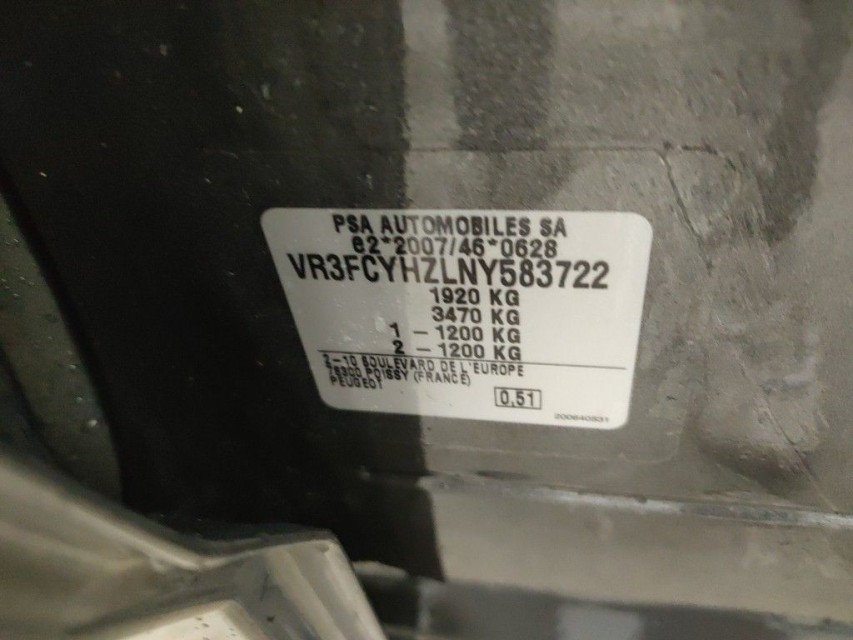 PSA AUTOMOBILES SA
e2*2007/46*0628
VR3FCYHZLNY583722
1920 KG
3470 KG
1 - 1200 KG
2 - 1200 KG
2-10 BOULEVARD DE L'EUROPE
78300 POISSY (FRANCE)
PEUGEOT
0.51